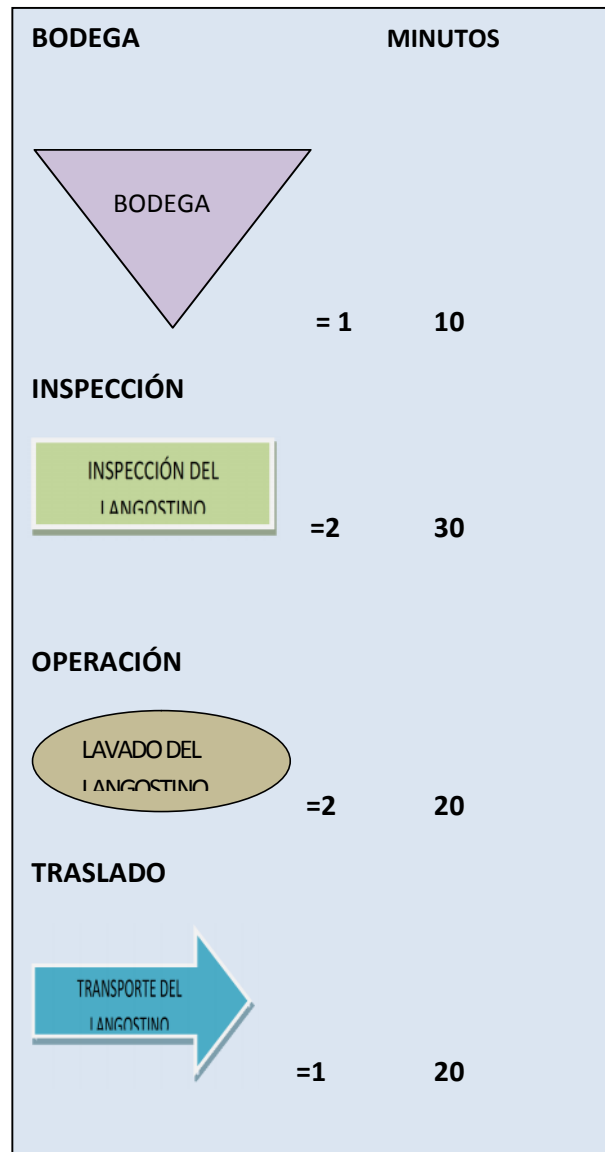 BODEGA MINUTOS
BODEGA
= 1 10
INSPECCIÓN
INSPECCIÓN DEL
LANGOSTINO
=2 30
OPERACIÓN
LAVADO DEL
LANGOSTINO
=2 20
TRASLADO
TRANSPORTE DEL
LANGOSTINO
=1 20